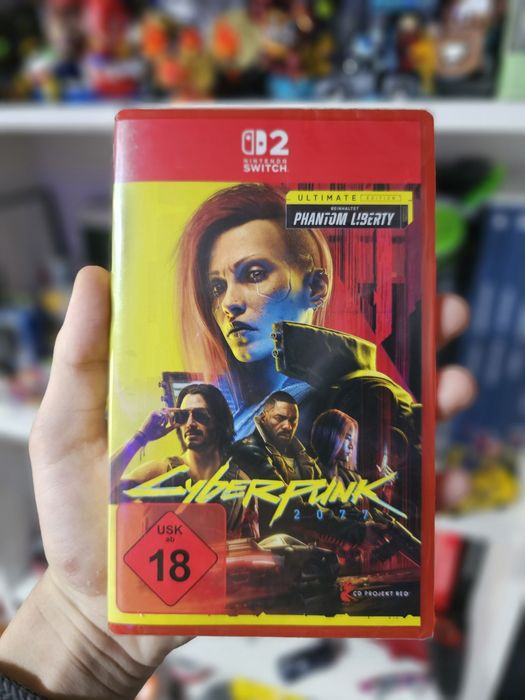 2
NINTENDO
SWITCH
ULTIMATE EDITION
BEINHALTET
PHANTOM LIBERTY
CYBERPUNK
2077
USK
ab
18
CD PROJEKT RED